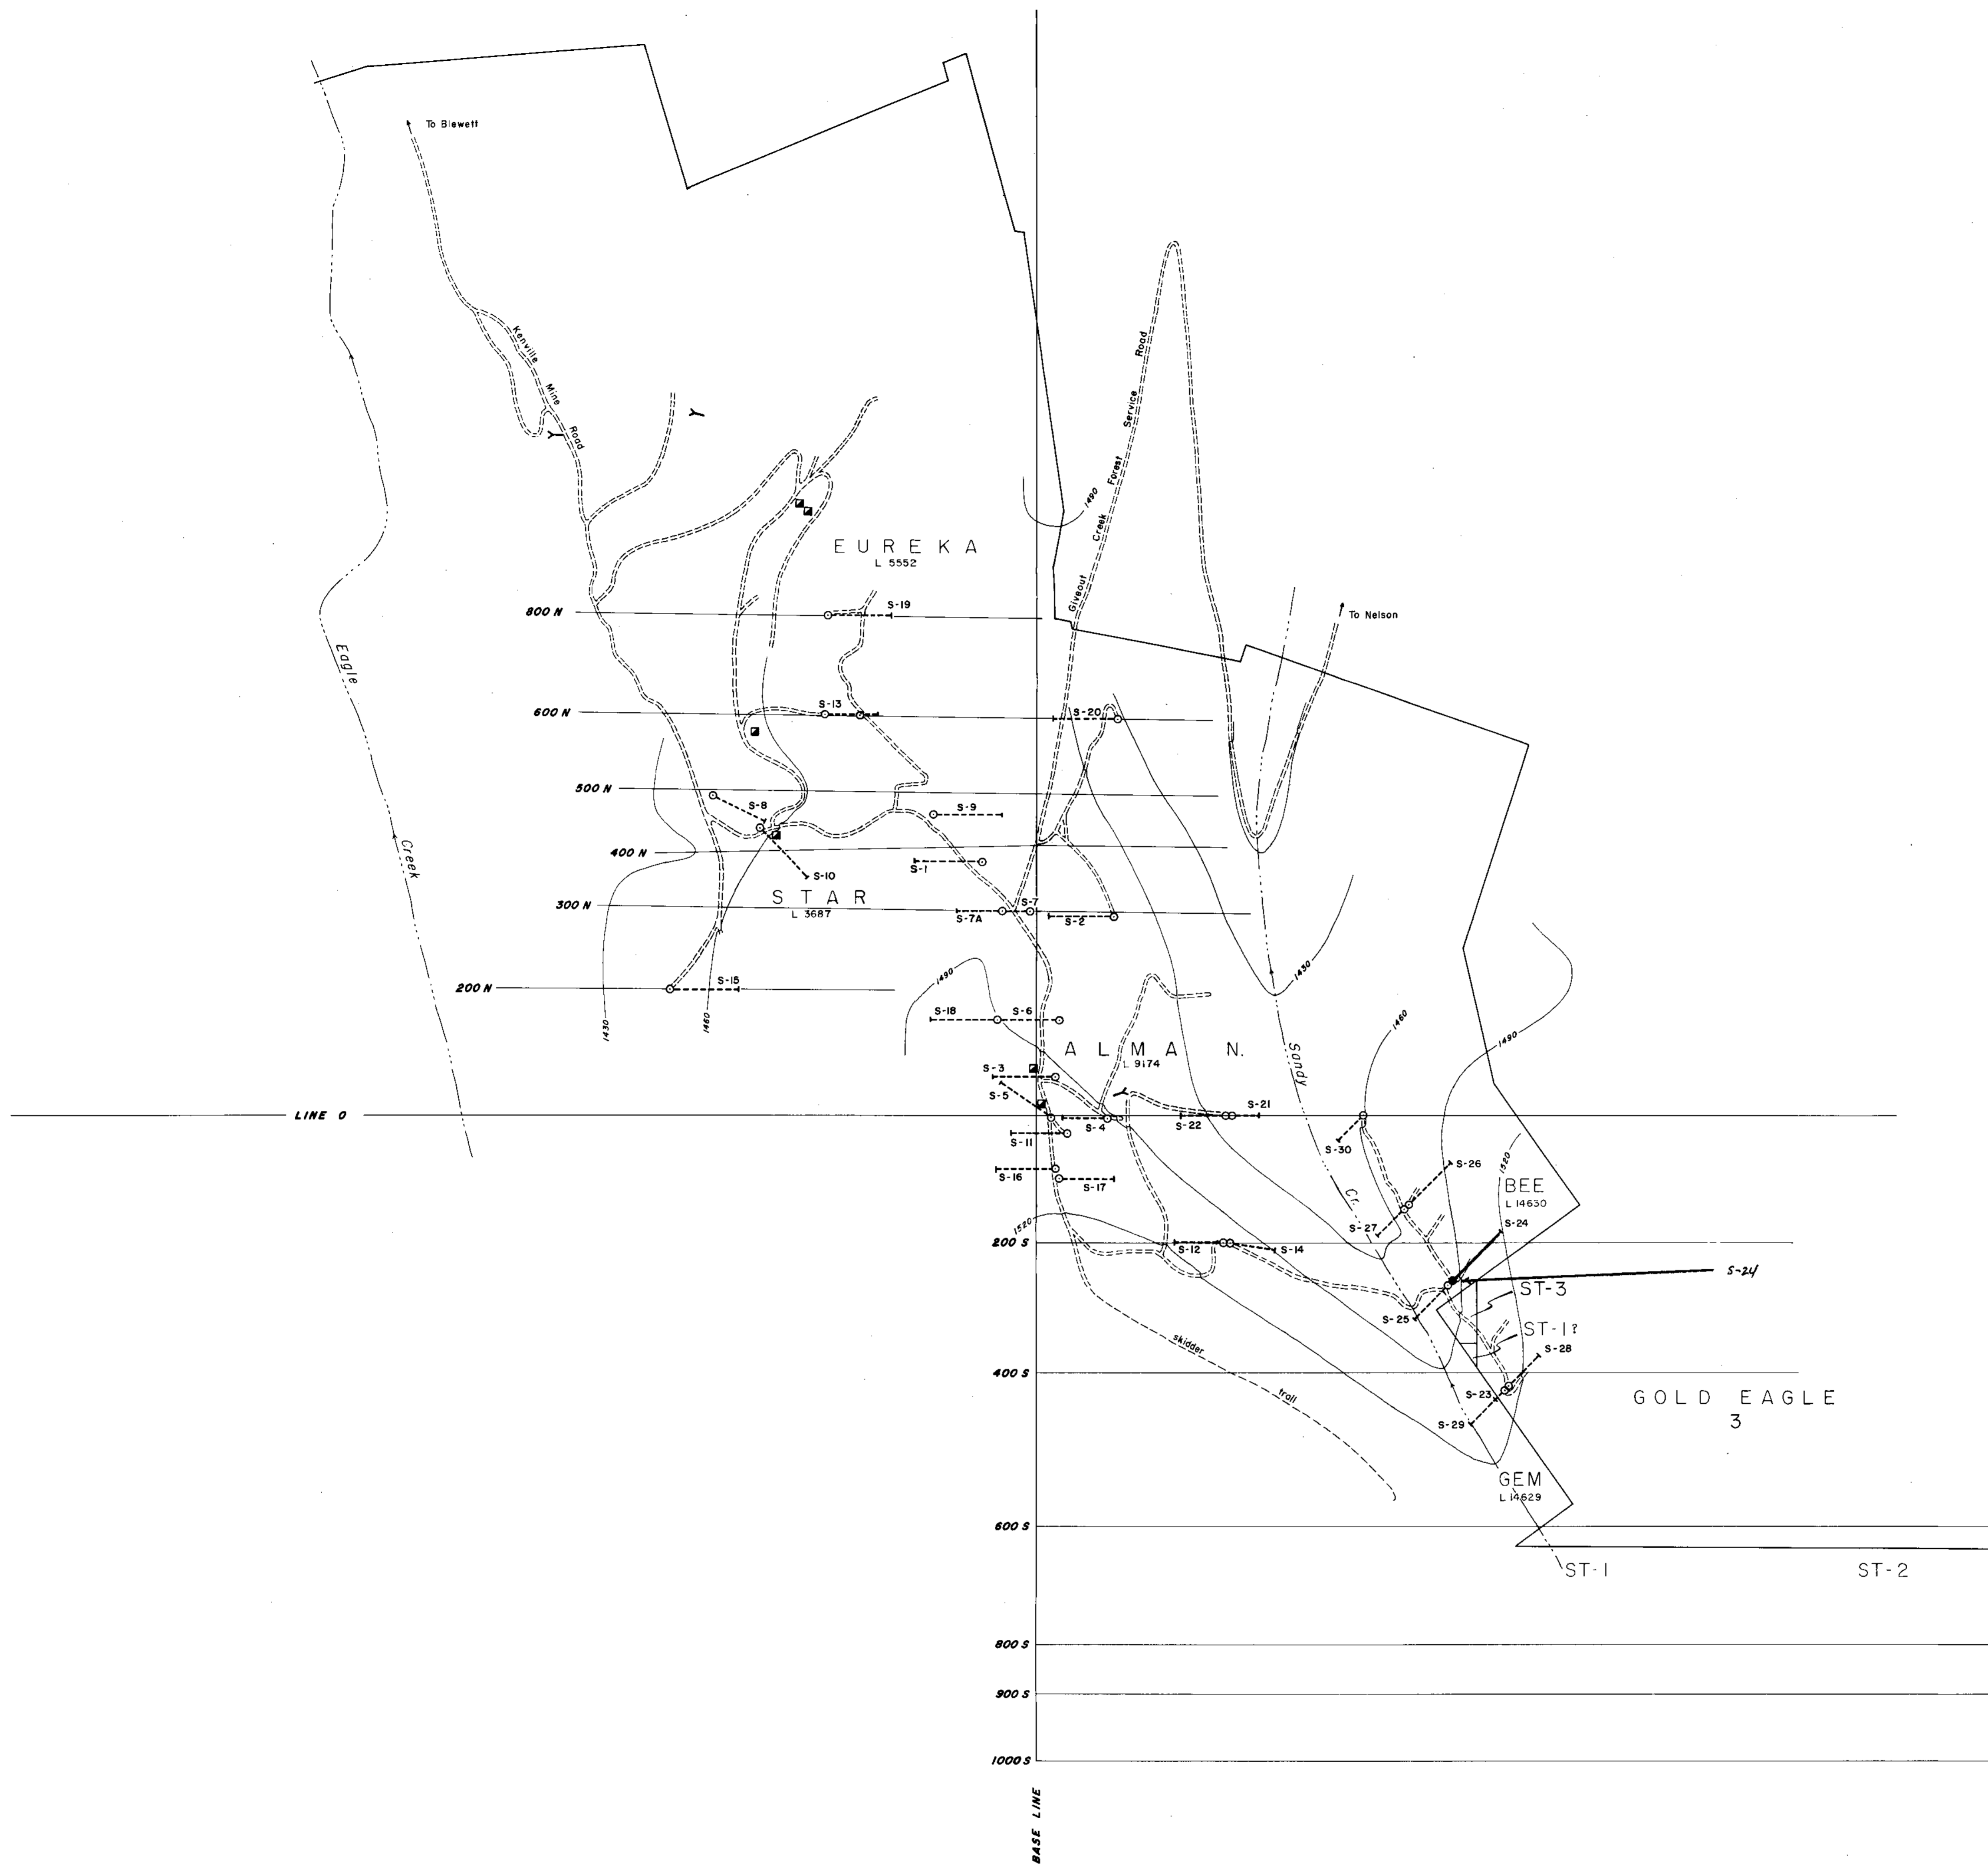 To Blewett
Kenville Mine Road
Y
Giveout Creek Forest Service Road
1490
EUREKA
L 5552
800 N
S-19
To Nelson
Eagle Creek
600 N
S-13
S-20
500 N
S-8
S-9
400 N
S-1
S-10
STAR
L 3687
300 N
S-7
S-7A
S-2
200 N
S-15
1490
1430
1430
1460
S-18
S-6
1460
1490
ALMA N.
L 9174
Sandy Cr.
S-3
S-5
LINE 0
S-4
S-22
S-21
S-11
S-30
S-16
S-17
S-26
1520
BEE
L 14630
S-24
1520
S-27
200 S
S-12
S-14
S-24
ST-3
S-25
ST-1?
S-28
skidder trail
400 S
S-23
S-29
GOLD EAGLE
3
GEM
L 14629
600 S
ST-1
ST-2
800 S
900 S
1000 S
BASE LINE